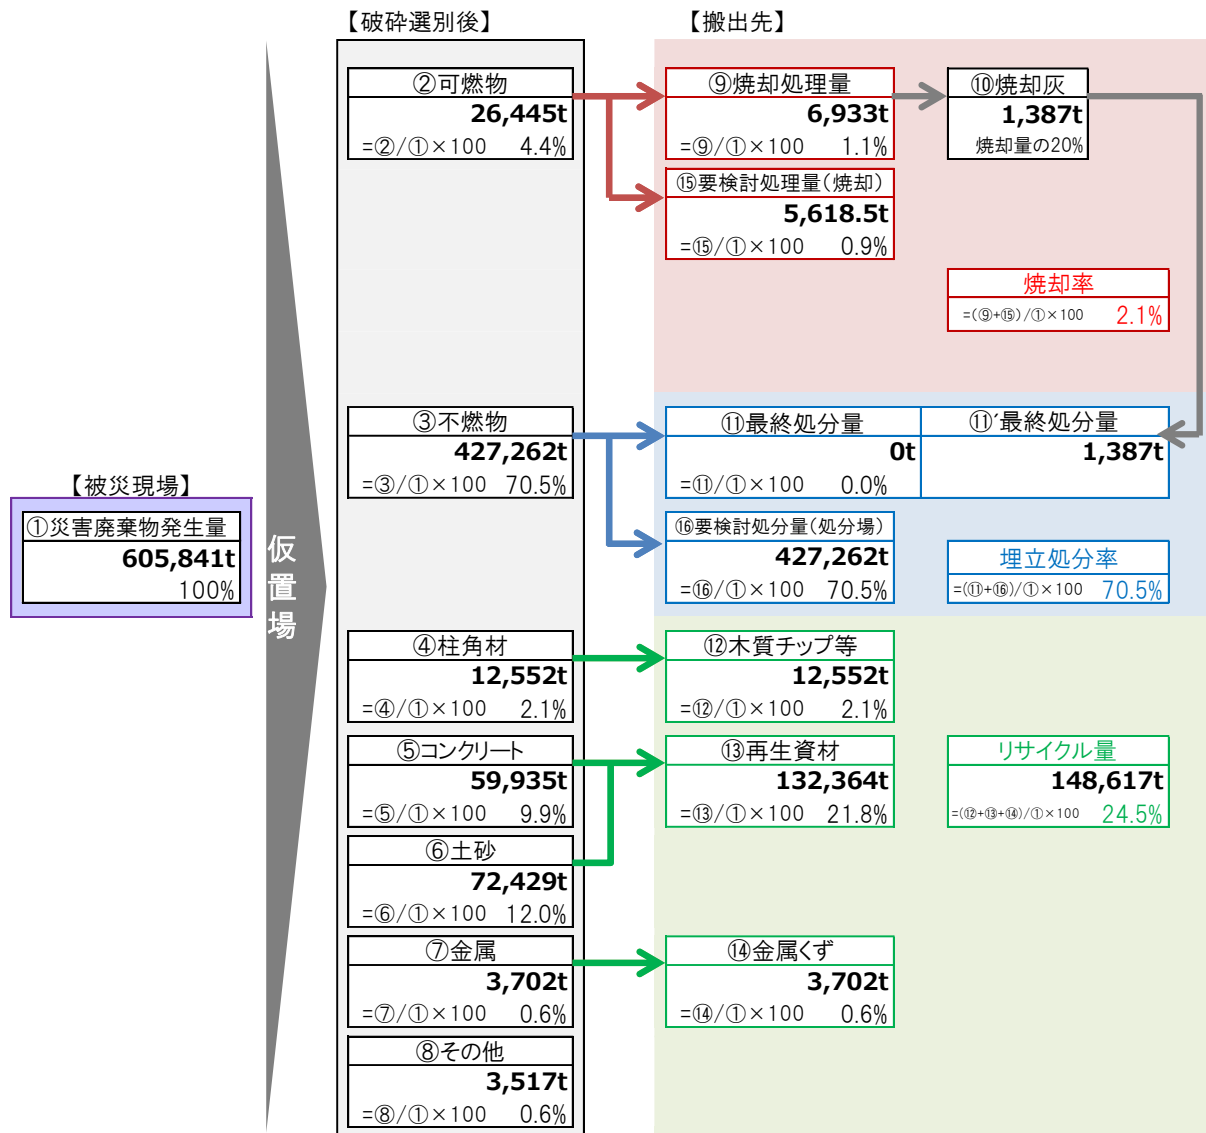 【破砕選別後】
【搬出先】
②可燃物
26,445t
=②/①×100 4.4%
⑨焼却処理量
6,933t
=⑨/①×100 1.1%
⑩焼却灰
1,387t
焼却量の20%
⑮要検討処理量(焼却)
5,618.5t
=⑮/①×100 0.9%
焼却率
=(⑨+⑮)/①×100 2.1%
③不燃物
427,262t
=③/①×100 70.5%
⑪最終処分量
0t
=⑪/①×100 0.0%
⑪´最終処分量
1,387t
【被災現場】
①災害廃棄物発生量
605,841t
100%
仮置場
⑯要検討処分量(処分場)
427,262t
=⑯/①×100 70.5%
埋立処分率
=(⑪+⑯)/①×100 70.5%
④柱角材
12,552t
=④/①×100 2.1%
⑫木質チップ等
12,552t
=⑫/①×100 2.1%
⑤コンクリート
59,935t
=⑤/①×100 9.9%
⑬再生資材
132,364t
=⑬/①×100 21.8%
リサイクル量
148,617t
=(⑫+⑬+⑭)/①×100 24.5%
⑥土砂
72,429t
=⑥/①×100 12.0%
⑦金属
3,702t
=⑦/①×100 0.6%
⑭金属くず
3,702t
=⑭/①×100 0.6%
⑧その他
3,517t
=⑧/①×100 0.6%